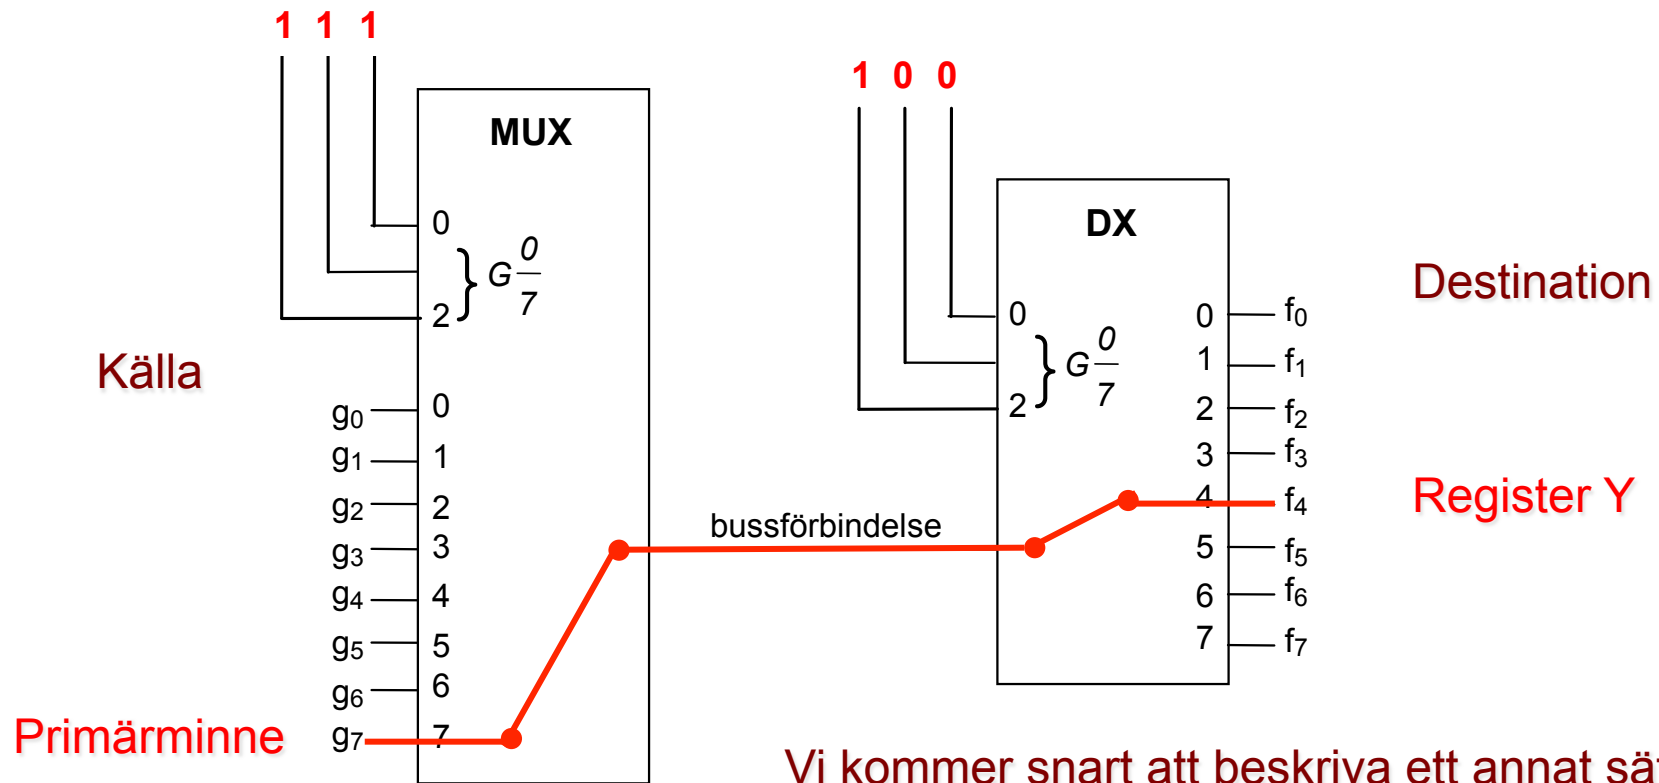 1 1 1
1 0 0
MUX
DX
0
G 0/7
2
0
G 0/7
2
Destination
Källa
g0 0
g1 1
g2 2
g3 3
g4 4
g5 5
g6 6
g7 7
Primärminne
bussförbindelse
0 f0
1 f1
2 f2
3 f3
4 f4
5 f5
6 f6
7 f7
Register Y
Vi kommer snart att beskriva ett annat